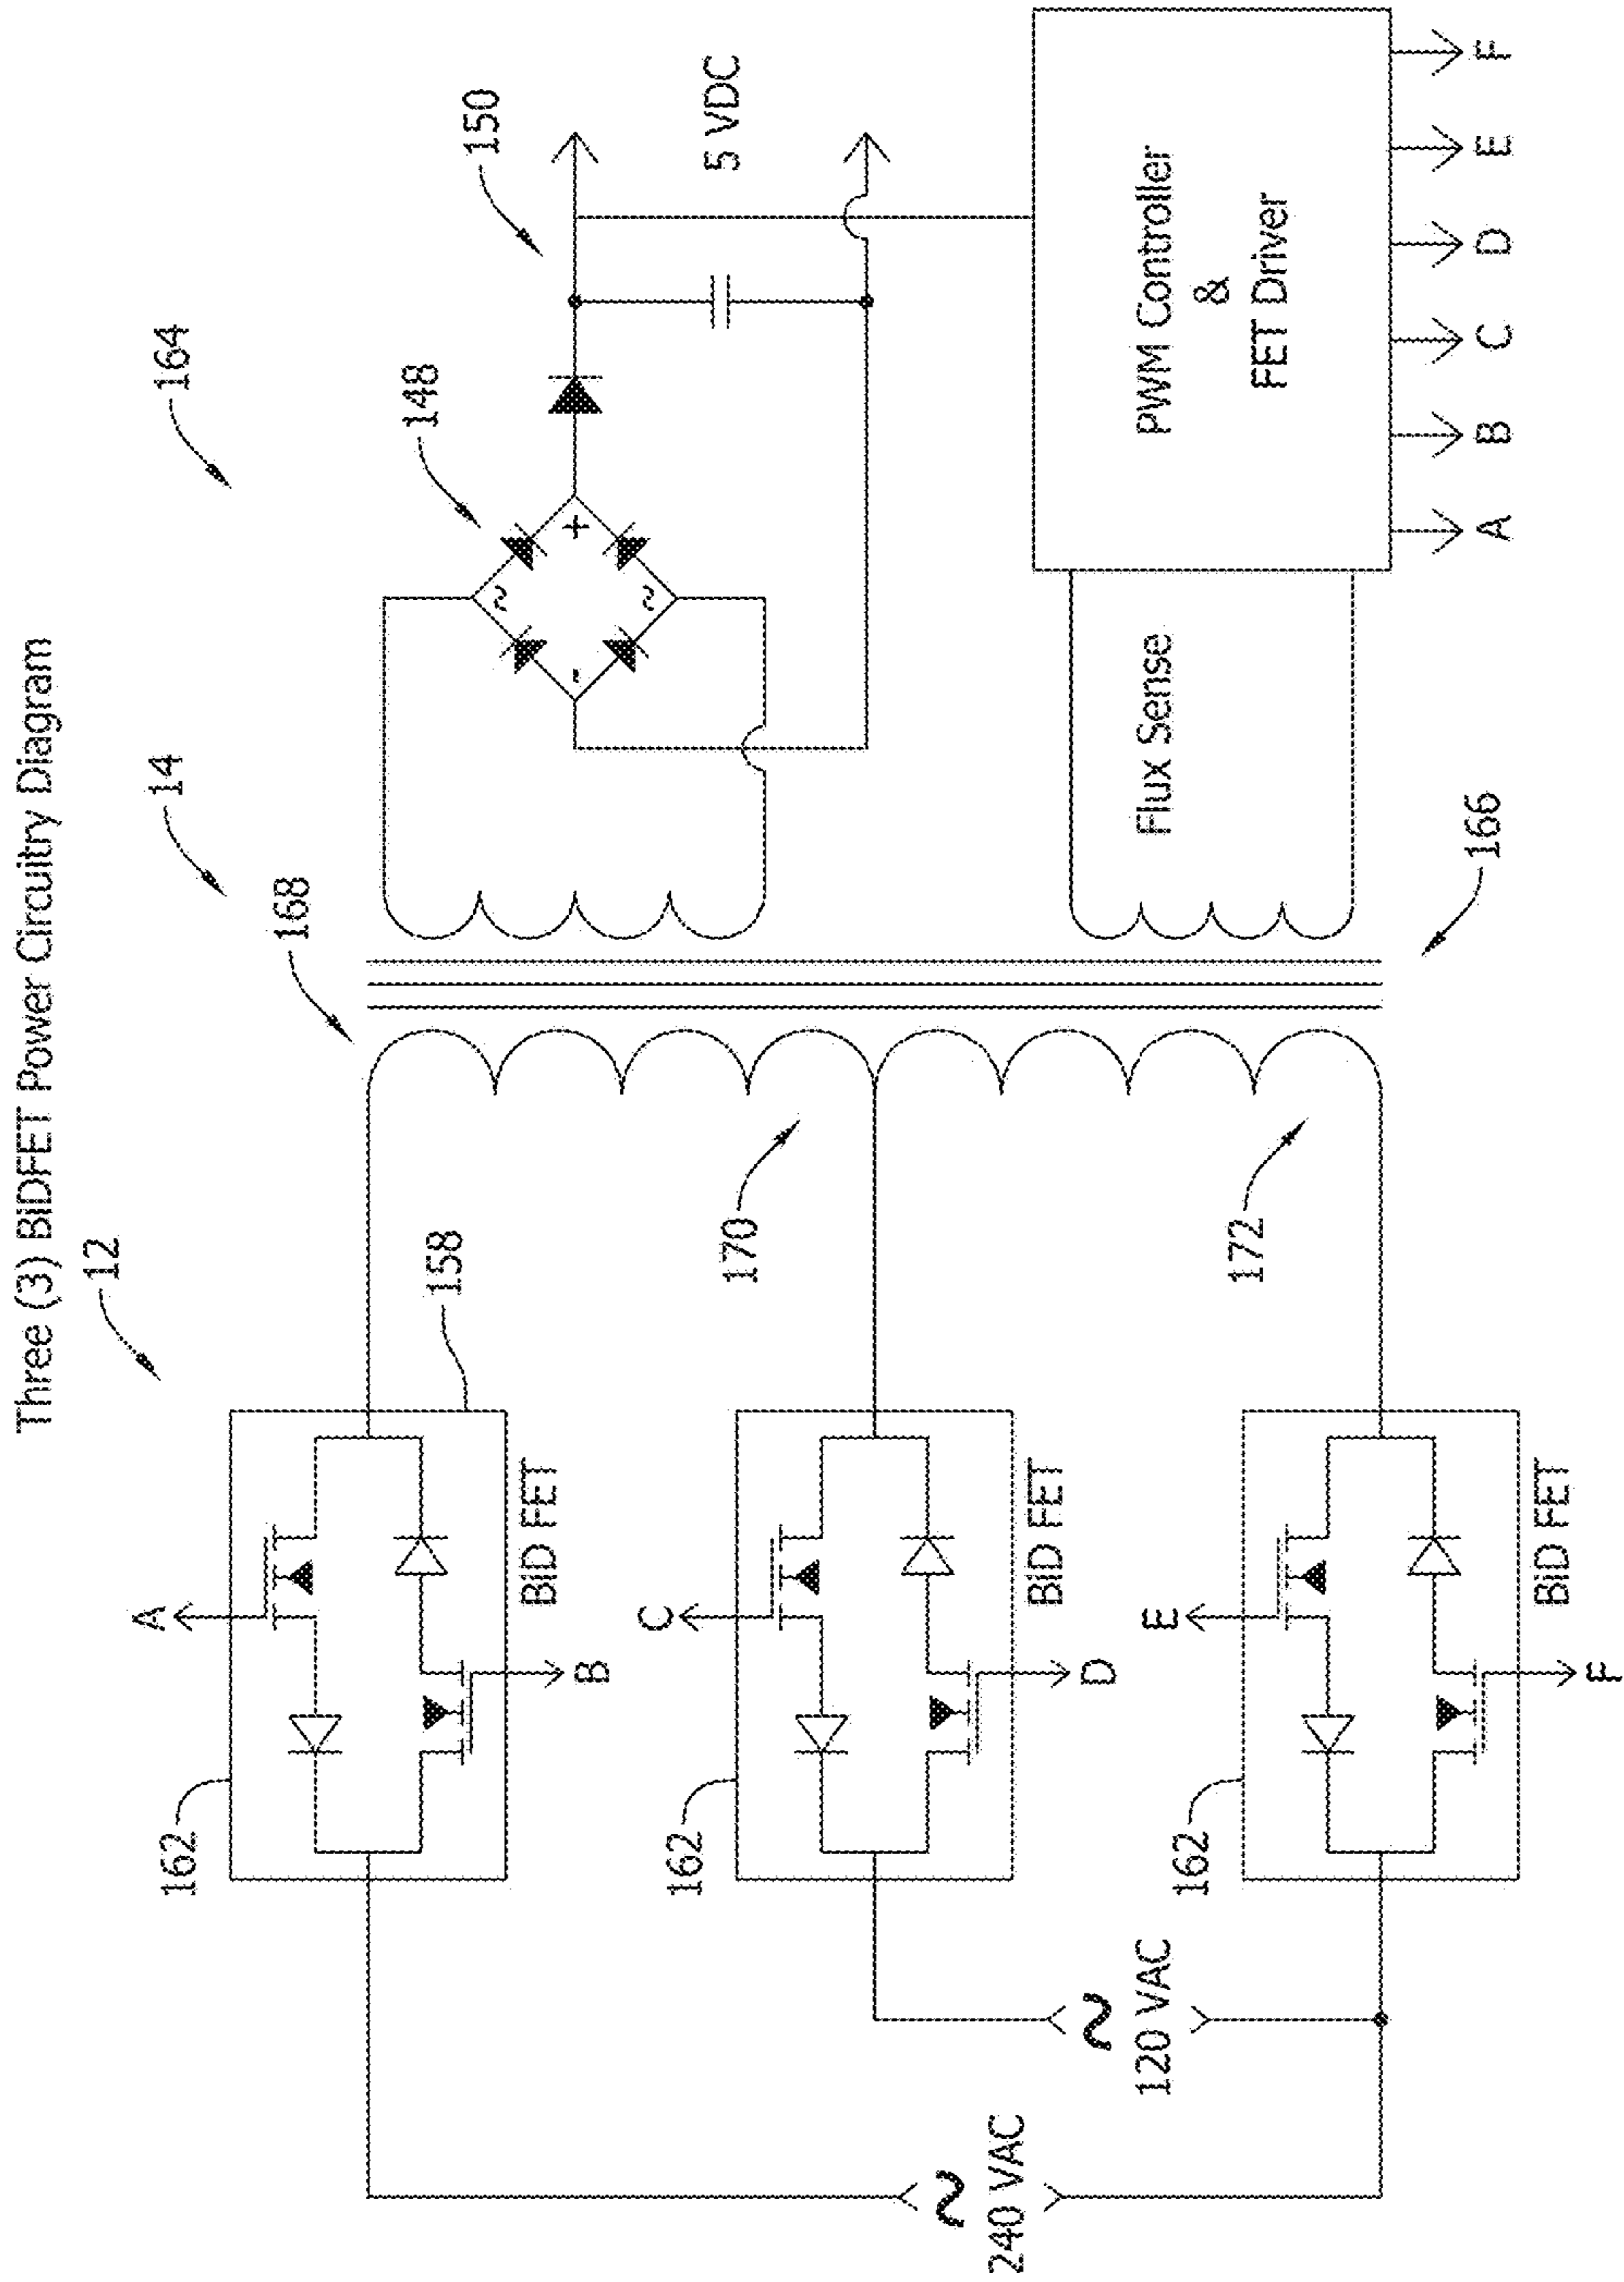 Three (3) BIDFET Power Circuitry Diagram
12
14
164
168
148
150
162
A
158
B
BiD FET
+
-
~
~
5 VDC
162
C
170
D
BiD FET
240 VAC
~
120 VAC
~
162
E
172
F
BiD FET
Flux Sense
166
PWM Controller
&
FET Driver
A B C D E F